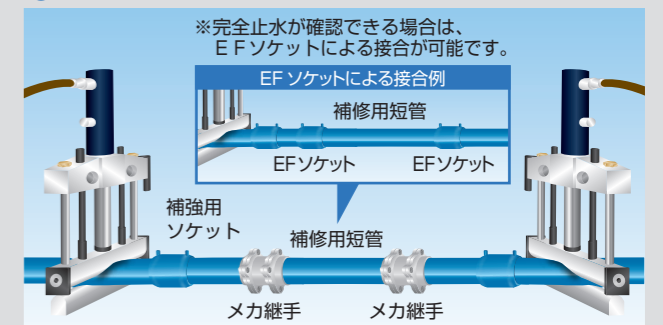 ※完全止水が確認できる場合は、
ＥＦソケットによる接合が可能です。
EFソケットによる接合例
補修用短管
EFソケット
EFソケット
補強用
ソケット
補修用短管
メカ継手
メカ継手